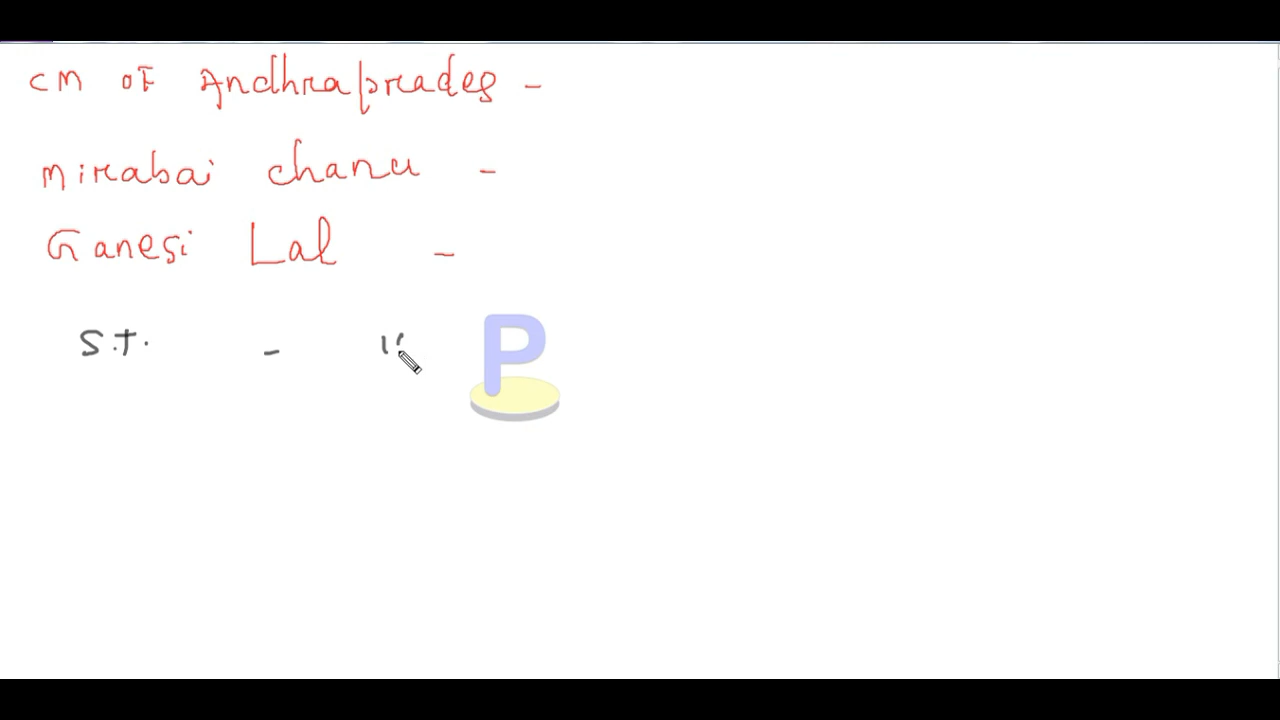 CM OF Andhrapradesh -
Mirabai chanu -
Ganesi Lal -
S.T. -
P